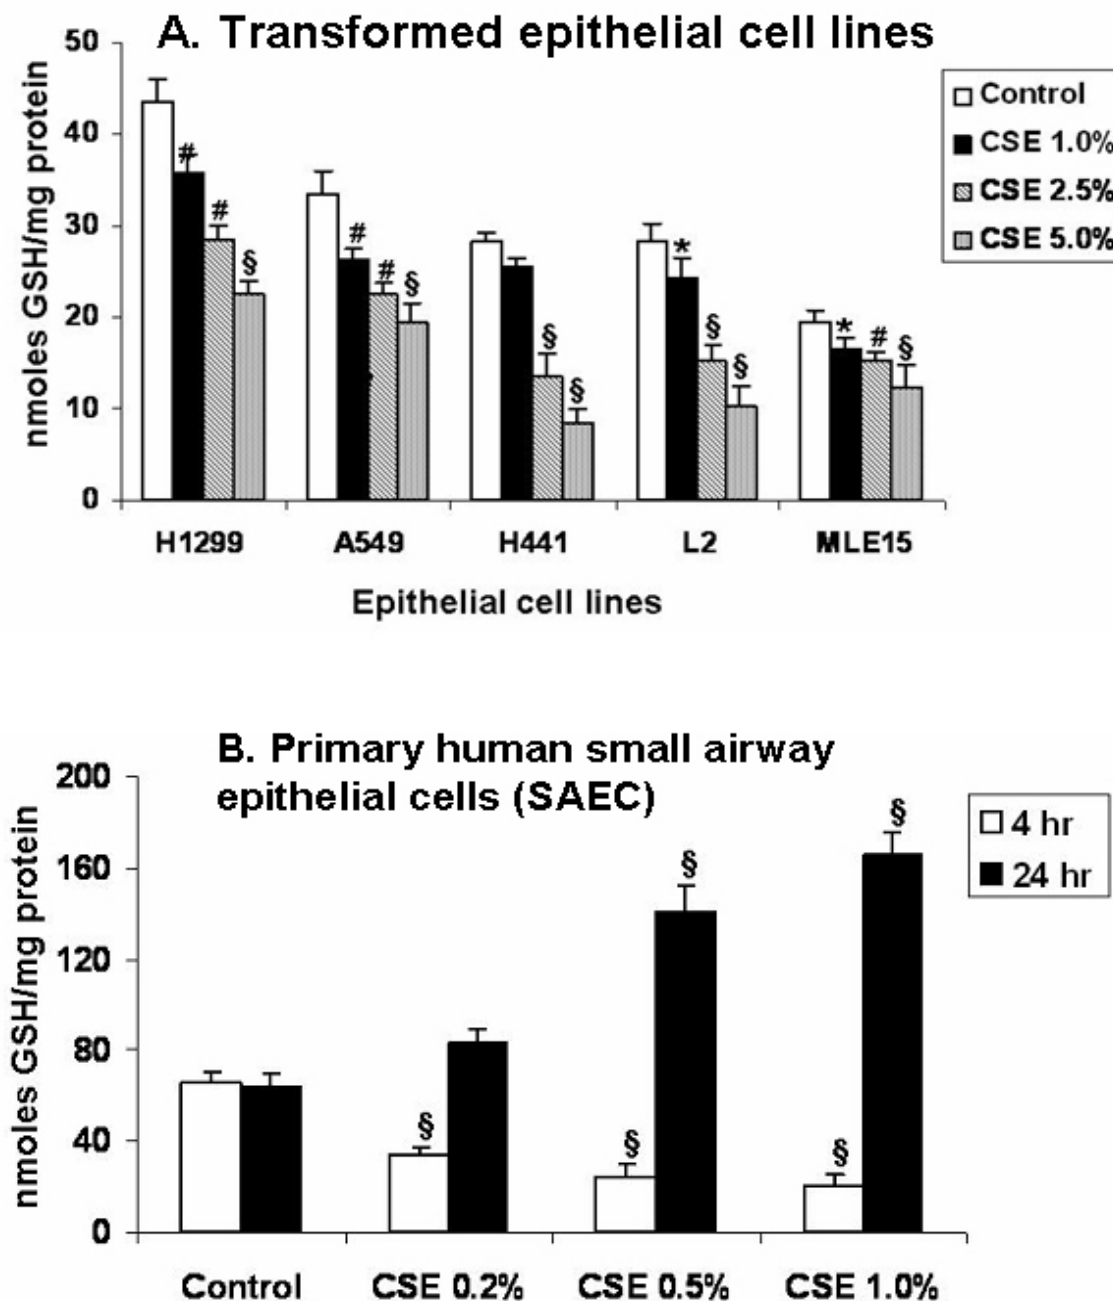 A. Transformed epithelial cell lines
50
40
30
20
10
0
nmoles GSH/mg protein
# # §
# # §
§ §
* § §
* # §
Control
CSE 1.0%
CSE 2.5%
CSE 5.0%
H1299 A549 H441 L2 MLE15
Epithelial cell lines
B. Primary human small airway
epithelial cells (SAEC)
200
160
120
80
40
0
nmoles GSH/mg protein
§
§ §
§ §
4 hr
24 hr
Control CSE 0.2% CSE 0.5% CSE 1.0%